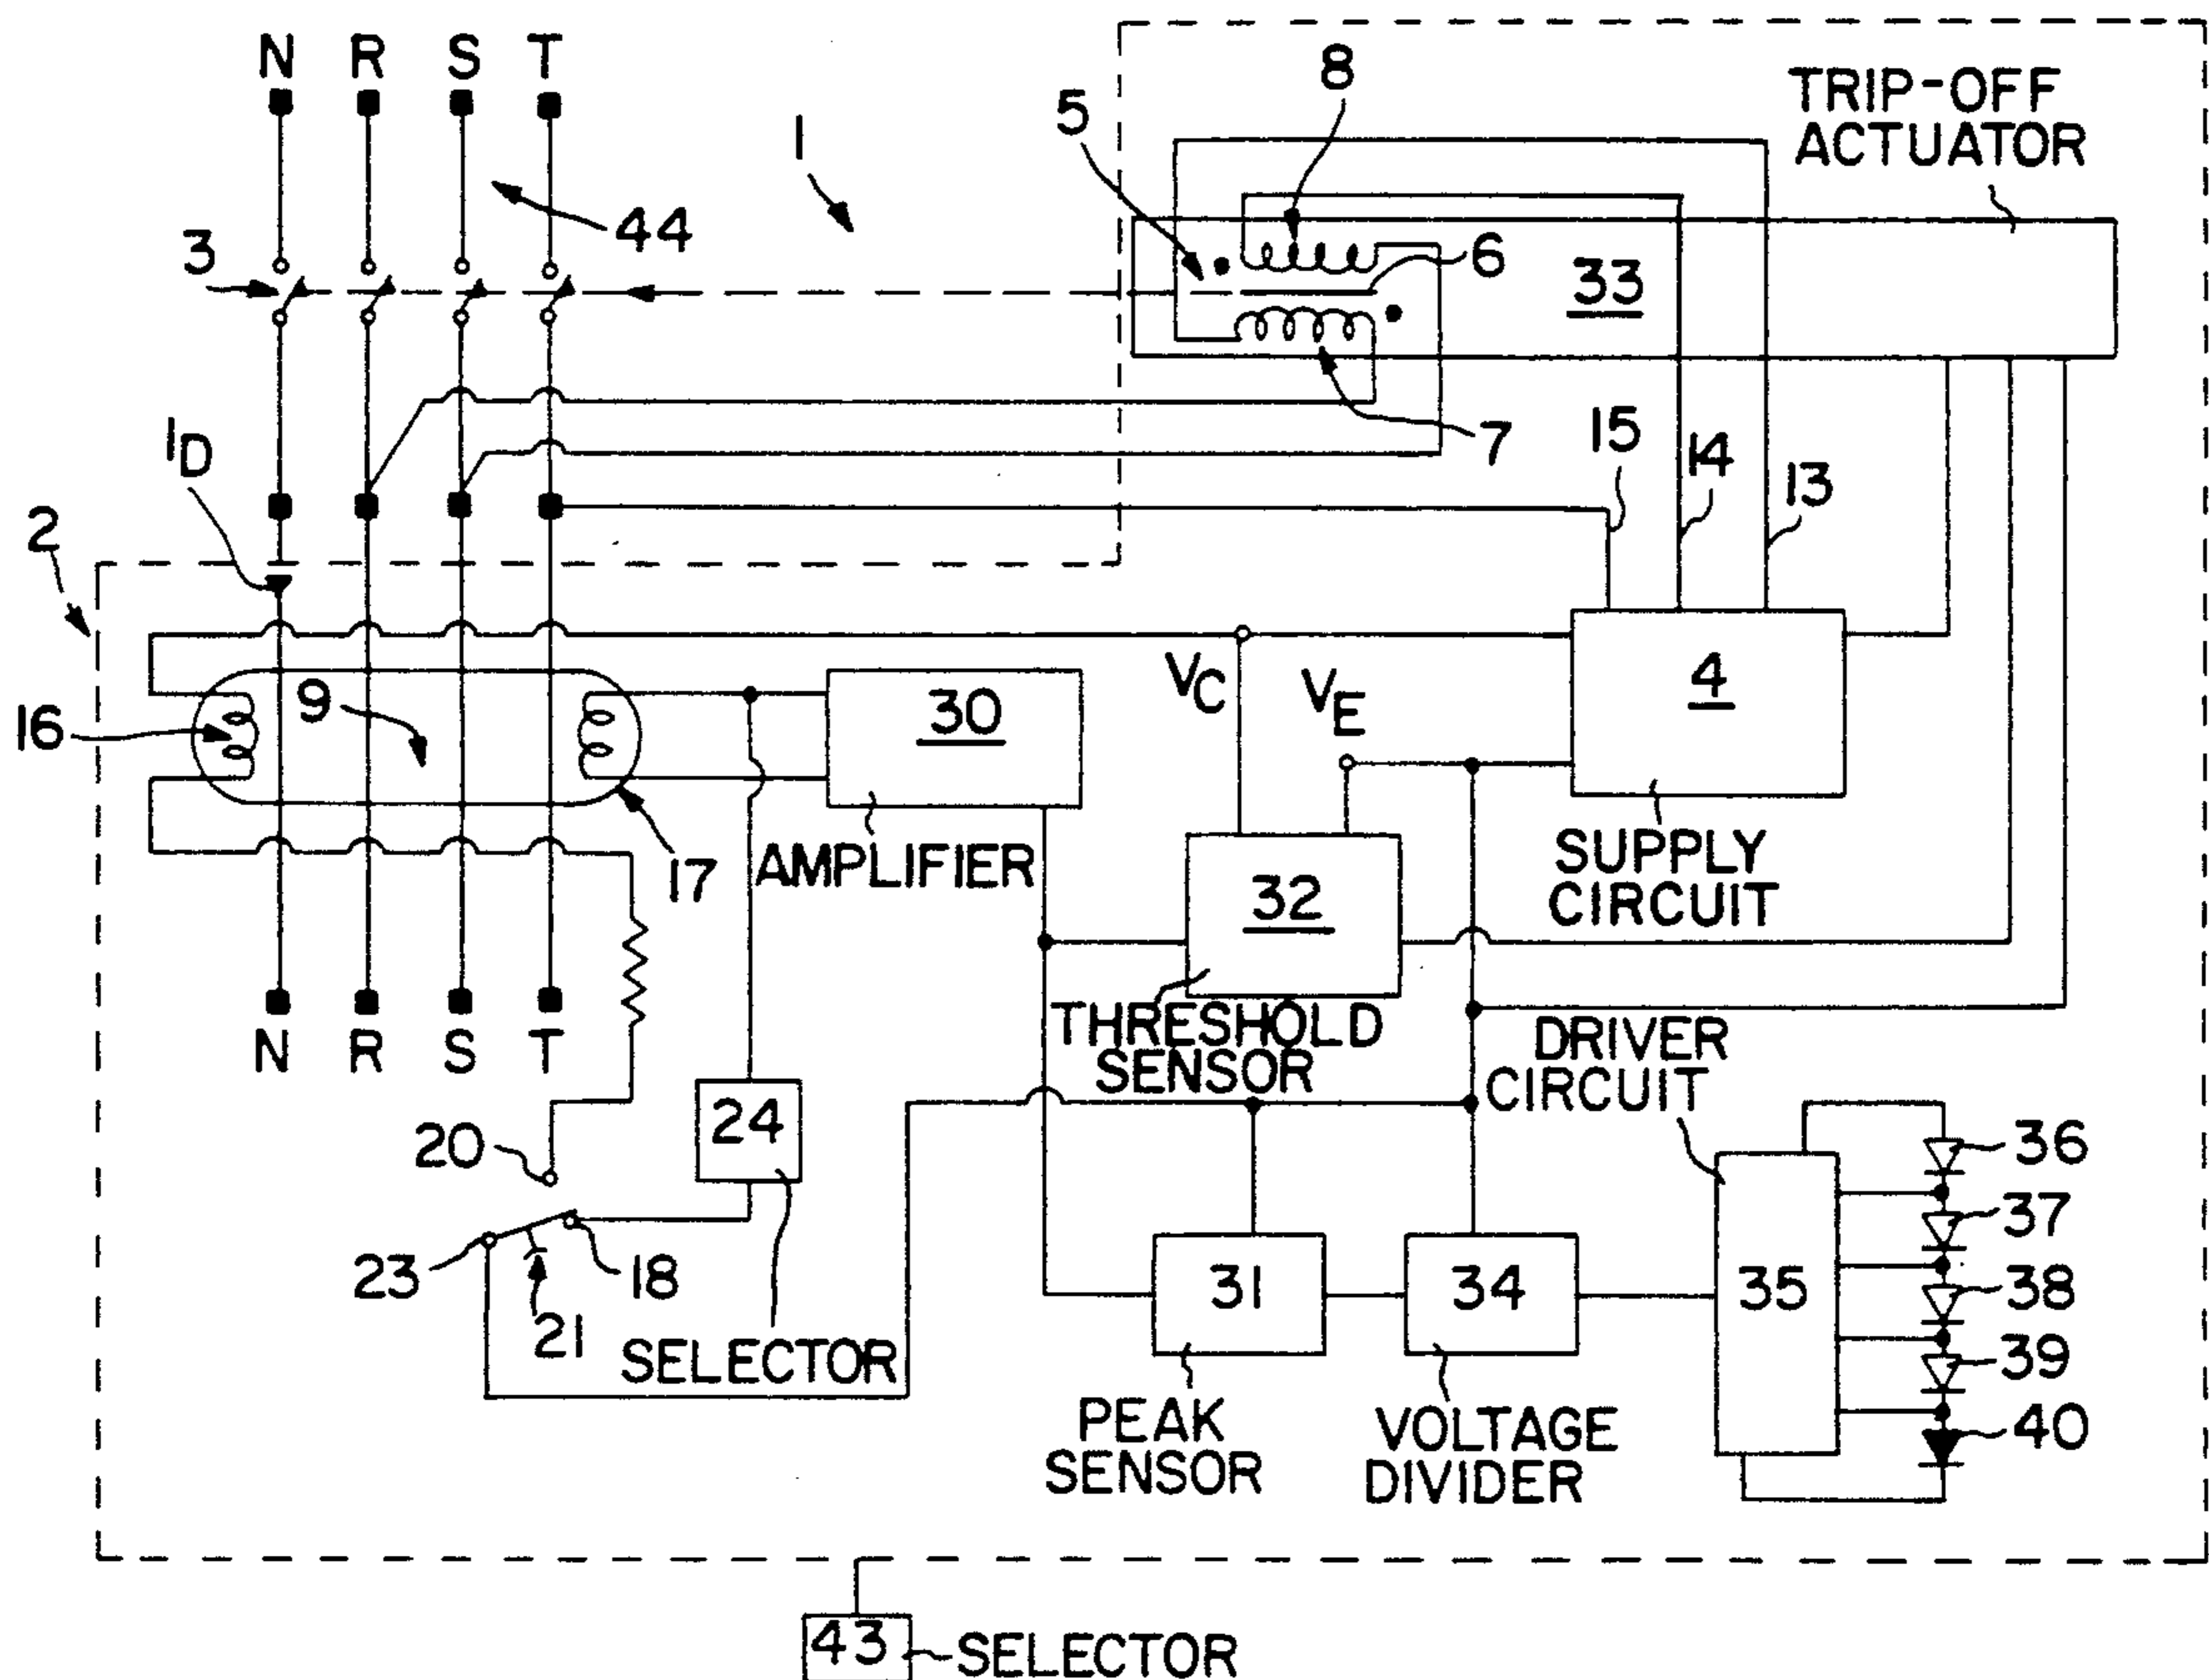 N R S T
8
TRIP-OFF
ACTUATOR
5
1
44
3
6
33
7
15
14
13
1D
2
VC
VE
4
9
30
16
17
AMPLIFIER
SUPPLY
CIRCUIT
32
THRESHOLD
SENSOR
DRIVER
CIRCUIT
N R S T
24
20
36
37
23
18
31
34
35
38
21
SELECTOR
39
PEAK
SENSOR
VOLTAGE
DIVIDER
40
43
SELECTOR